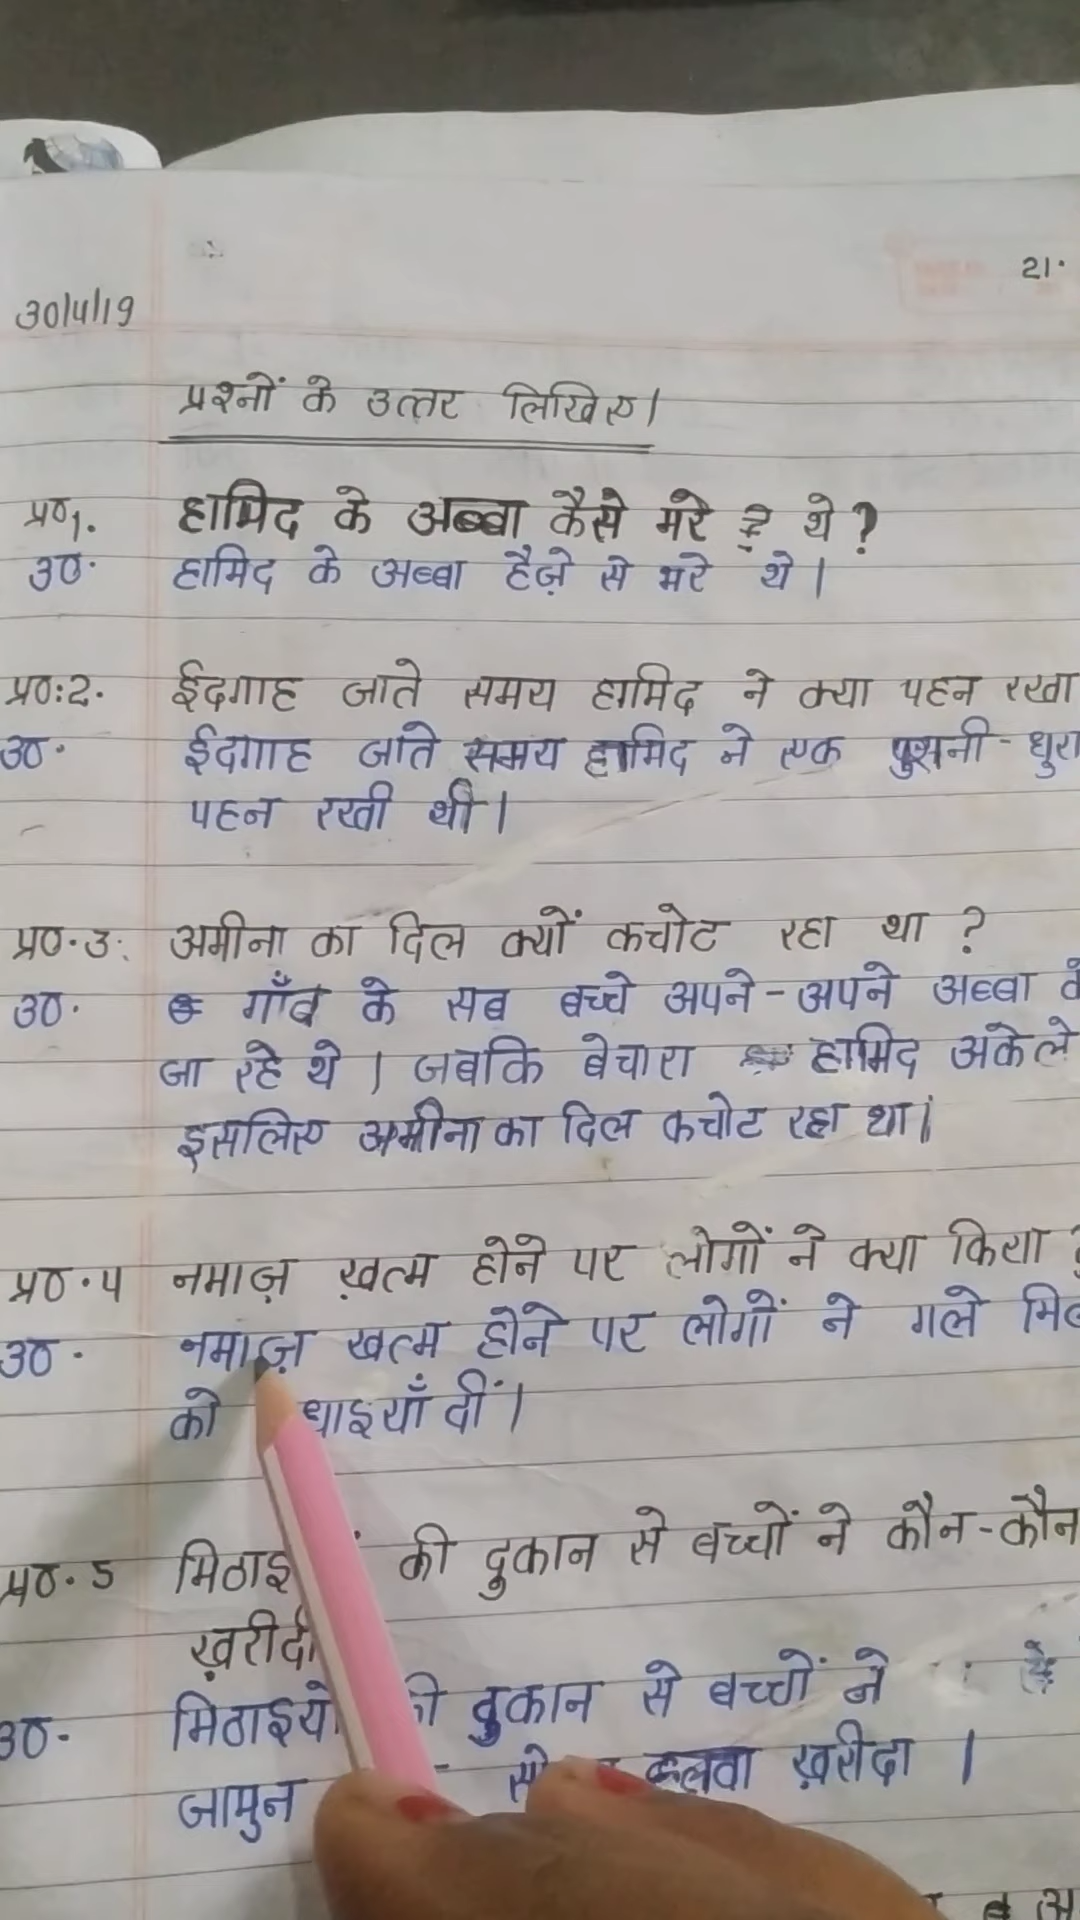 21.
30/4/19
प्रश्नों के उत्तर लिखिए।
प्र०1. हामिद के अब्बा कैसे मरे थे ?
उ०. हामिद के अब्बा हैज़े से मरे थे।
प्र०:2. ईदगाह जाते समय हामिद ने क्या पहन रखा
उ०. ईदगाह जाते समय हामिद ने एक पुरानी-धुरा
पहन रखी थी।
प्र०.3. अमीना का दिल क्यों कचोट रहा था ?
उ०. गाँव के सब बच्चे अपने-अपने अब्बा के
जा रहे थे। जबकि बेचारा हामिद अकेले
इसलिए अमीना का दिल कचोट रहा था।
प्र०.4 नमाज़ ख़त्म होने पर लोगों ने क्या किया ?
उ०. नमाज़ खत्म होने पर लोगों ने गले
को धाइयाँ दीं।
प्र०.5 मिठाइ की दुकान से बच्चों ने कौन-कौन
ख़रीदी
उ०- मिठाइयो की दुकान से बच्चों ने
जामुन ख़रीदा ।